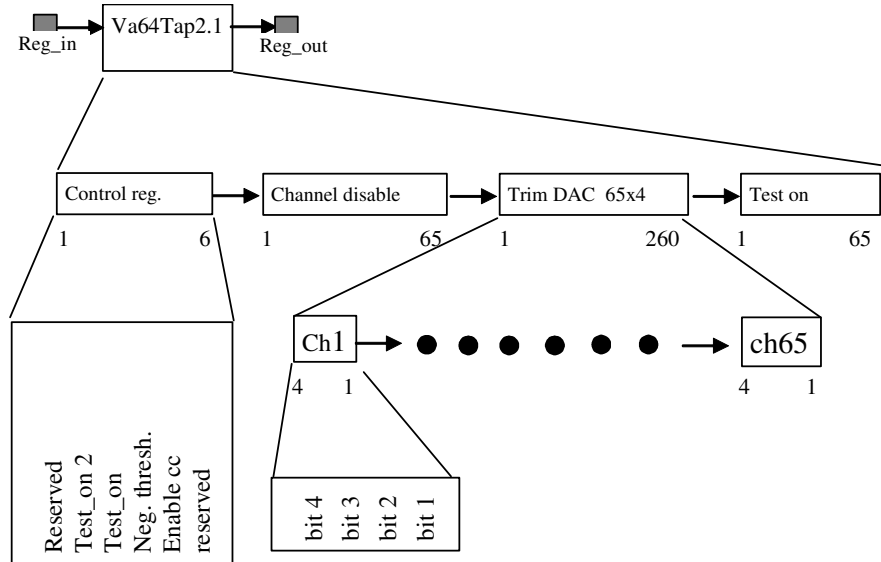 Va64Tap2.1
Reg_in
Reg_out
Control reg.
Channel disable
Trim DAC 65x4
Test on
1 6 1 65 1 260 1 65
Ch1
ch65
4 1 4 1
Reserved
Test_on 2
Test_on
Neg. thresh.
Enable cc
reserved
bit 4
bit 3
bit 2
bit 1